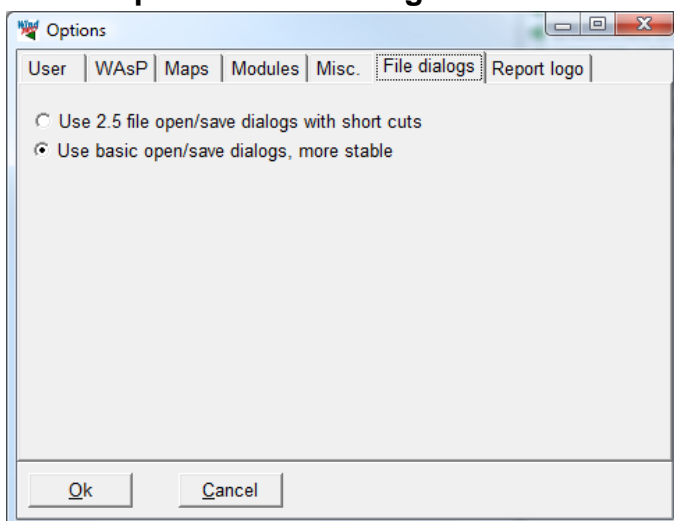 Wind
Options
User WAsP Maps Modules Misc. File dialogs Report logo
Use 2.5 file open/save dialogs with short cuts
Use basic open/save dialogs, more stable
Ok Cancel